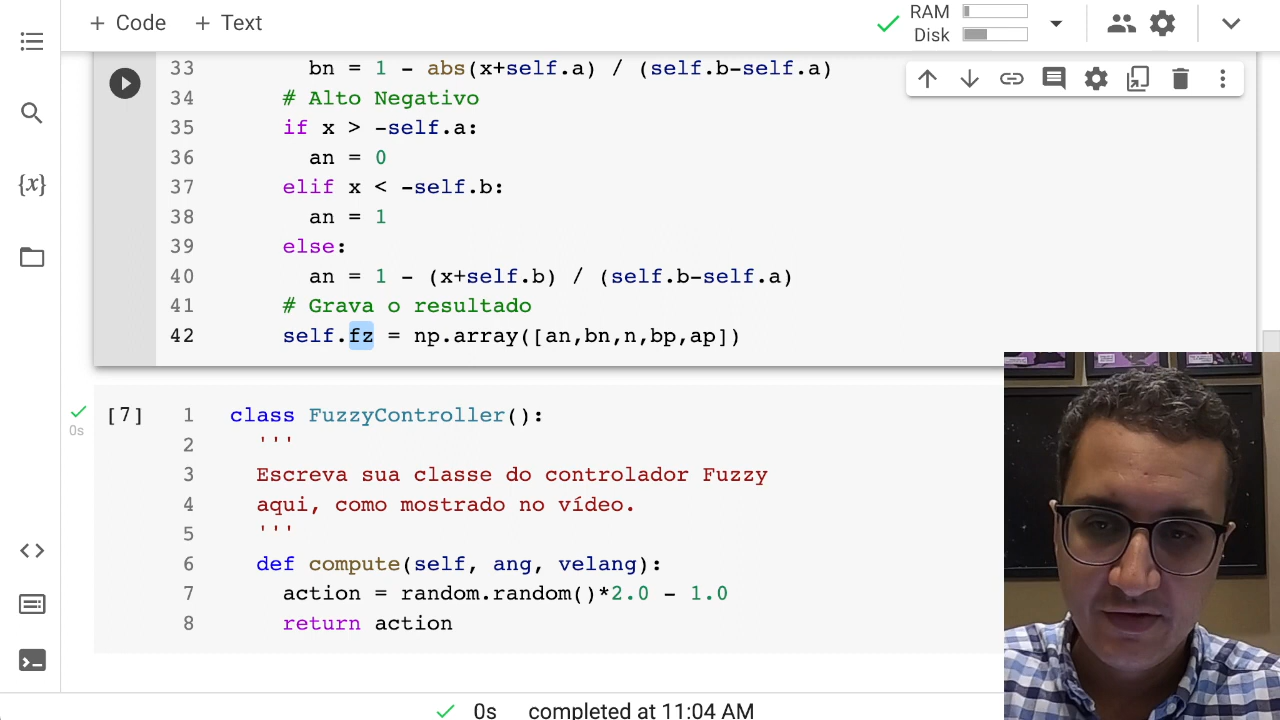 + Code + Text
RAM
Disk
33 bn = 1 - abs(x+self.a) / (self.b-self.a)
34 # Alto Negativo
35 if x > -self.a:
36 an = 0
37 elif x < -self.b:
38 an = 1
39 else:
40 an = 1 - (x+self.b) / (self.b-self.a)
41 # Grava o resultado
42 self.fz = np.array([an,bn,n,bp,ap])
{x}
[7] 1 class FuzzyController():
0s
2 '''
3 Escreva sua classe do controlador Fuzzy
4 aqui, como mostrado no vídeo.
5 '''
6 def compute(self, ang, velang):
7 action = random.random()*2.0 - 1.0
8 return action
0s completed at 11:04 AM